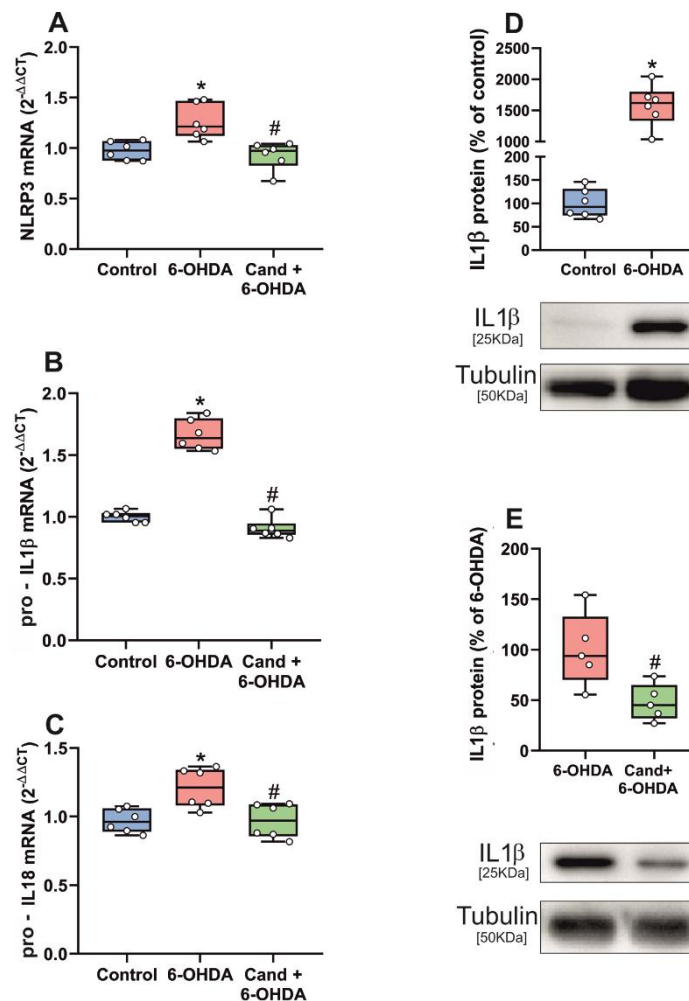 A
NLRP3 mRNA (2^-ΔΔCT)
2.0
1.5
1.0
0.5
0.0
*
#
Control
6-OHDA
Cand +
6-OHDA
B
pro - IL1β mRNA (2^-ΔΔCT)
2.0
1.5
1.0
0.5
0.0
*
#
Control
6-OHDA
Cand +
6-OHDA
C
pro - IL18 mRNA (2^-ΔΔCT)
1.5
1.0
0.5
0.0
*
#
Control
6-OHDA
Cand +
6-OHDA
D
IL1β protein (% of control)
2500
2000
1500
1000
200
150
100
50
0
*
Control
6-OHDA
IL1β
[25KDa]
Tubulin
[50KDa]
E
IL1β protein (% of 6-OHDA)
200
150
100
50
0
#
6-OHDA
Cand+
6-OHDA
IL1β
[25KDa]
Tubulin
[50KDa]